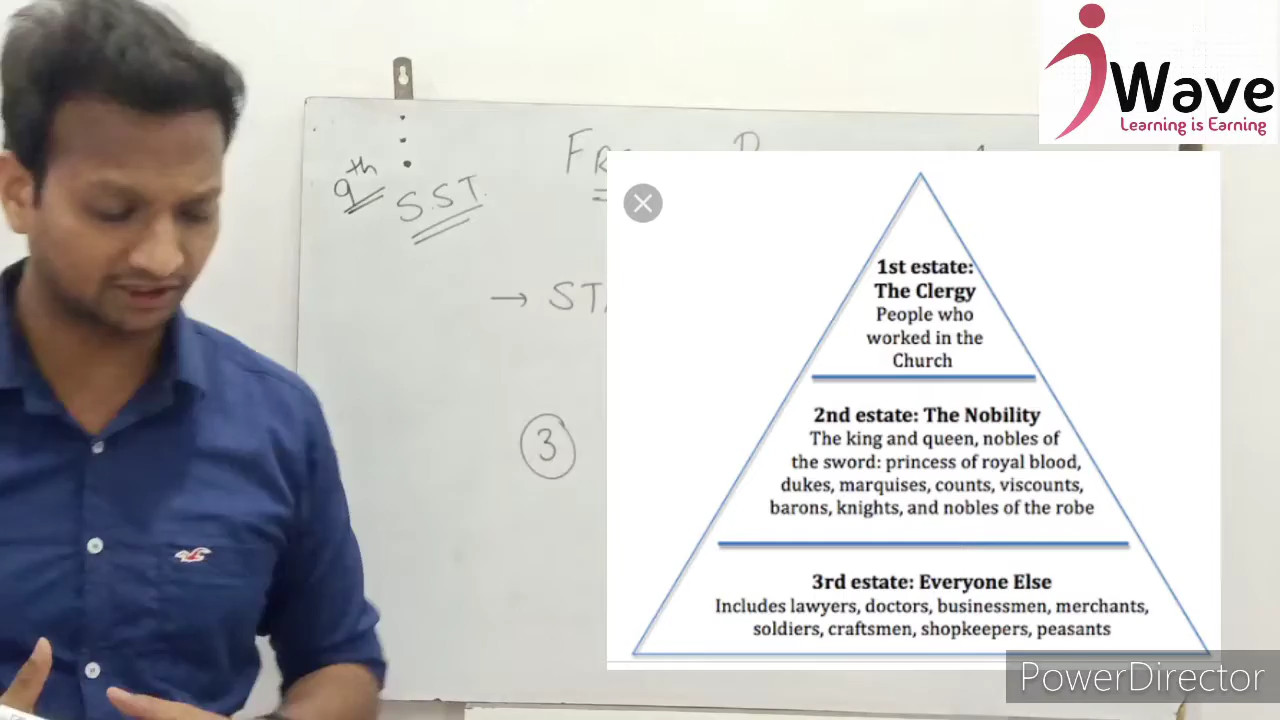 iWave
Learning is Earning
9th
S.S.T.
→ ST
3
1st estate:
The Clergy
People who
worked in the
Church
2nd estate: The Nobility
The king and queen, nobles of
the sword: princess of royal blood,
dukes, marquises, counts, viscounts,
barons, knights, and nobles of the robe
3rd estate: Everyone Else
Includes lawyers, doctors, businessmen, merchants,
soldiers, craftsmen, shopkeepers, peasants
PowerDirector